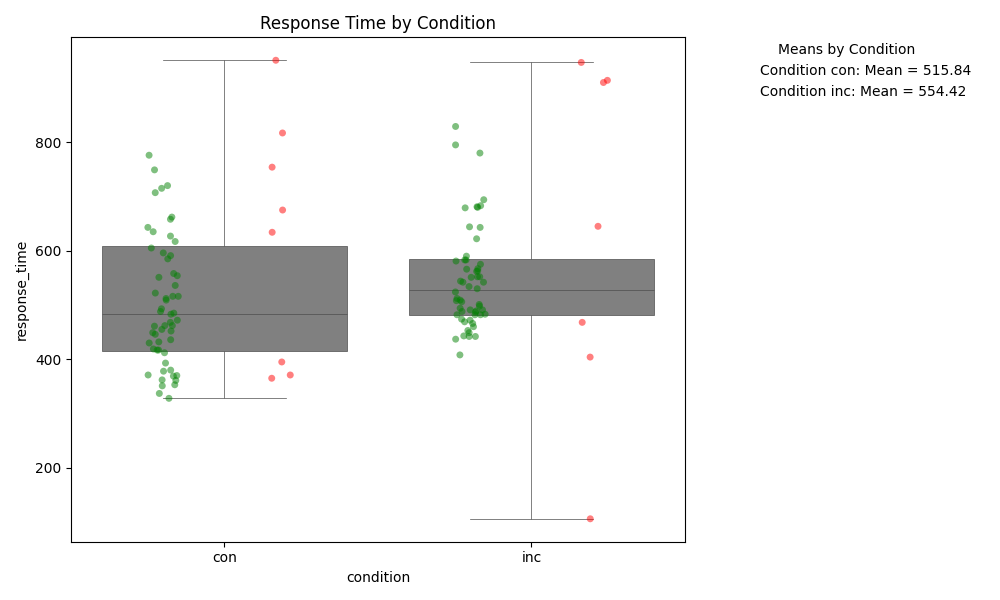 Response Time by Condition
Means by Condition
Condition con: Mean = 515.84
Condition inc: Mean = 554.42
response_time
800
600
400
200
con
inc
condition